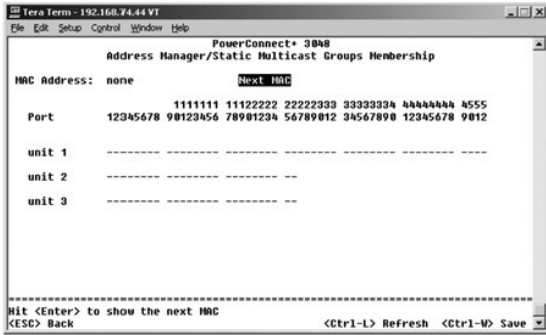 Tera Term - 192.168.74.44 VT
File Edit Setup Control Window Help
PowerConnect+ 3048
Address Manager/Static Multicast Groups Membership
MAC Address: none Next MAC
1111111 11122222 22222333 33333334 44444444 4555
Port 12345678 90123456 78901234 56789012 34567890 12345678 9012
unit 1 -------- -------- -------- -------- -------- -------- ----
unit 2 -------- -------- -------- --
unit 3 -------- -------- -------- --
Hit <Enter> to show the next MAC
<ESC> Back <Ctrl-L> Refresh <Ctrl-W> Save